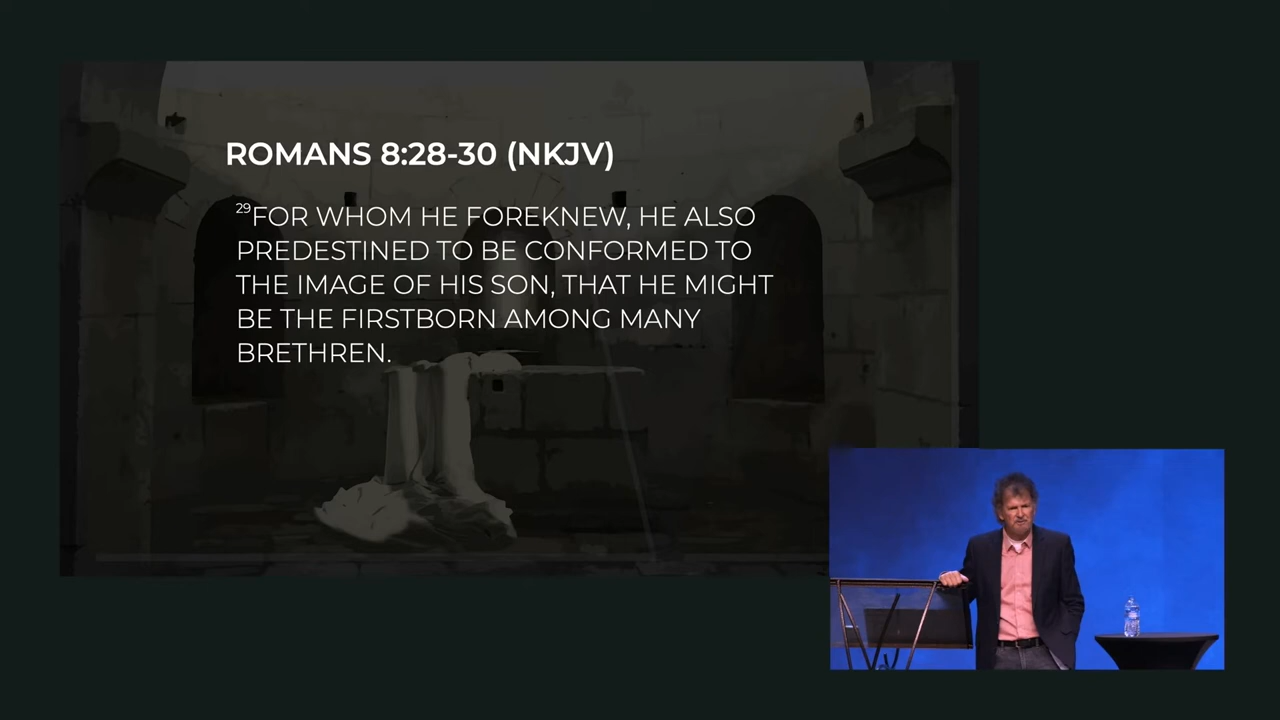 ROMANS 8:28-30 (NKJV)
29FOR WHOM HE FOREKNEW, HE ALSO
PREDESTINED TO BE CONFORMED TO
THE IMAGE OF HIS SON, THAT HE MIGHT
BE THE FIRSTBORN AMONG MANY
BRETHREN.